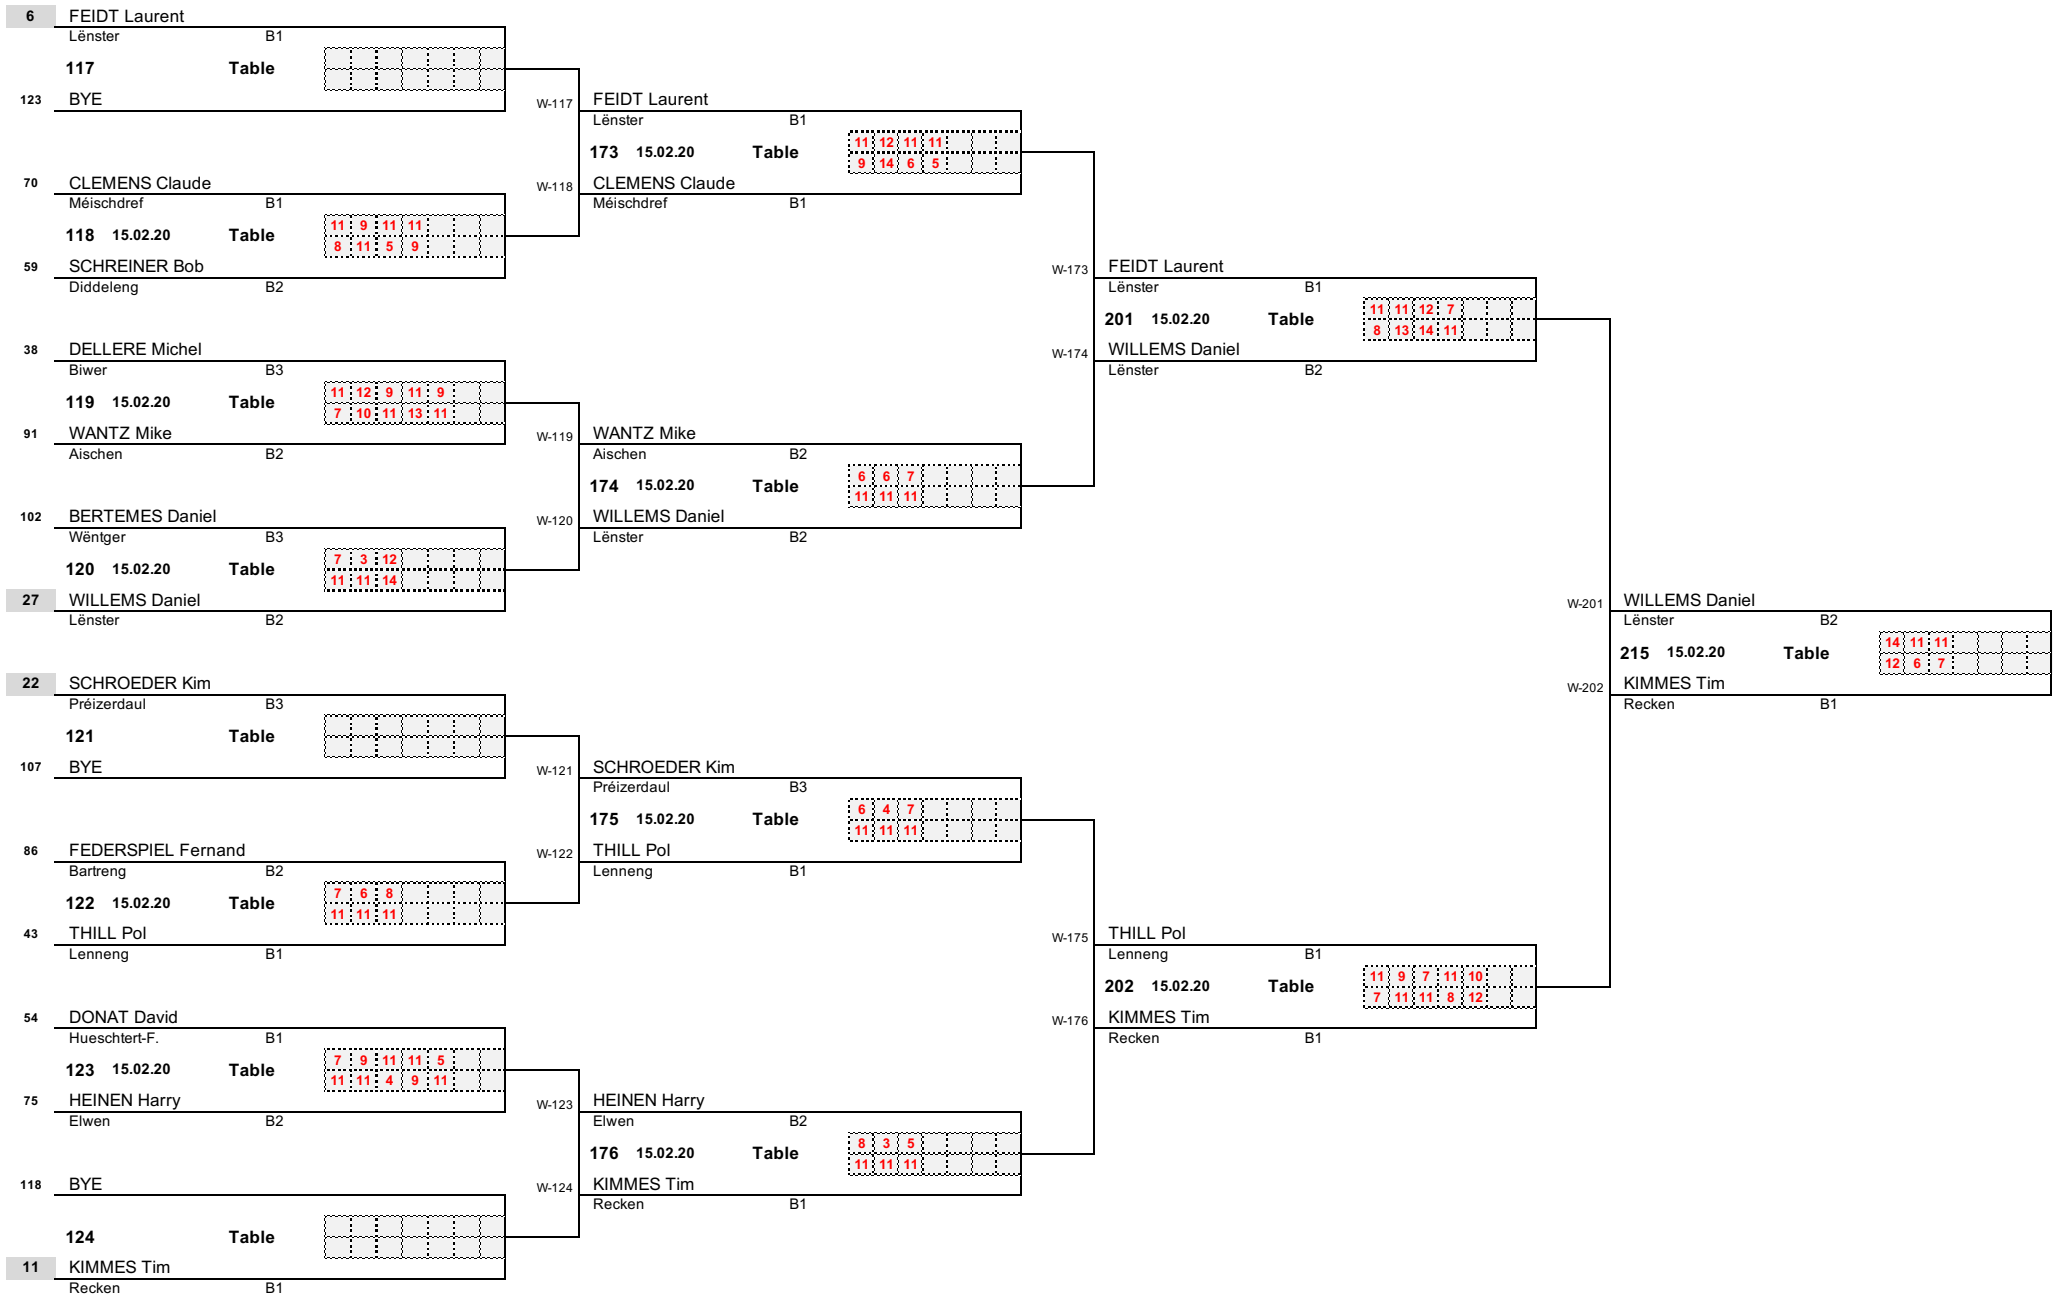 6 FEIDT Laurent
Lënster B1
117 Table
123 BYE
W-117 FEIDT Laurent
Lënster B1
11 12 11 11
173 15.02.20 Table
9 14 6 5
70 CLEMENS Claude
W-118 CLEMENS Claude
Méischdref B1
Méischdref B1
11 9 11 11
118 15.02.20 Table
8 11 5 9
59 SCHREINER Bob
Diddeleng B2
W-173 FEIDT Laurent
Lënster B1
11 11 12 7
201 15.02.20 Table
8 13 14 11
38 DELLERE Michel
W-174 WILLEMS Daniel
Biwer B3
Lënster B2
11 12 9 11 9
119 15.02.20 Table
7 10 11 13 11
91 WANTZ Mike
W-119 WANTZ Mike
Aischen B2
Aischen B2
6 6 7
174 15.02.20 Table
11 11 11
102 BERTEMES Daniel
W-120 WILLEMS Daniel
Wëntger B3
Lënster B2
7 3 12
120 15.02.20 Table
11 11 14
27 WILLEMS Daniel
Lënster B2
W-201 WILLEMS Daniel
Lënster B2
14 11 11
215 15.02.20 Table
12 6 7
22 SCHROEDER Kim
W-202 KIMMES Tim
Préizerdaul B3
Recken B1
121 Table
107 BYE
W-121 SCHROEDER Kim
Préizerdaul B3
6 4 7
175 15.02.20 Table
11 11 11
86 FEDERSPIEL Fernand
W-122 THILL Pol
Bartreng B2
Lenneng B1
7 6 8
122 15.02.20 Table
11 11 11
43 THILL Pol
Lenneng B1
W-175 THILL Pol
Lenneng B1
11 9 7 11 10
202 15.02.20 Table
7 11 11 8 12
54 DONAT David
W-176 KIMMES Tim
Hueschtert-F. B1
Recken B1
7 9 11 11 5
123 15.02.20 Table
11 11 4 9 11
75 HEINEN Harry
W-123 HEINEN Harry
Elwen B2
Elwen B2
8 3 5
176 15.02.20 Table
11 11 11
118 BYE
W-124 KIMMES Tim
Recken B1
124 Table
11 KIMMES Tim
Recken B1